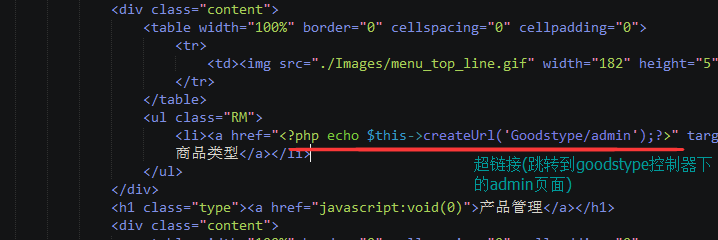 <div class="content">
<table width="100%" border="0" cellspacing="0" cellpadding="0">
<tr>
<td><img src="./Images/menu_top_line.gif" width="182" height="5"
</tr>
</table>
<ul class="RM">
<li><a href="<?php echo $this->createUrl('Goodstype/admin');?>" targ
商品类型</a></li>
超链接(跳转到goodstype控制器下
的admin页面)
</ul>
</div>
<h1 class="type"><a href="javascript:void(0)">产品管理</a></h1>
<div class="content">